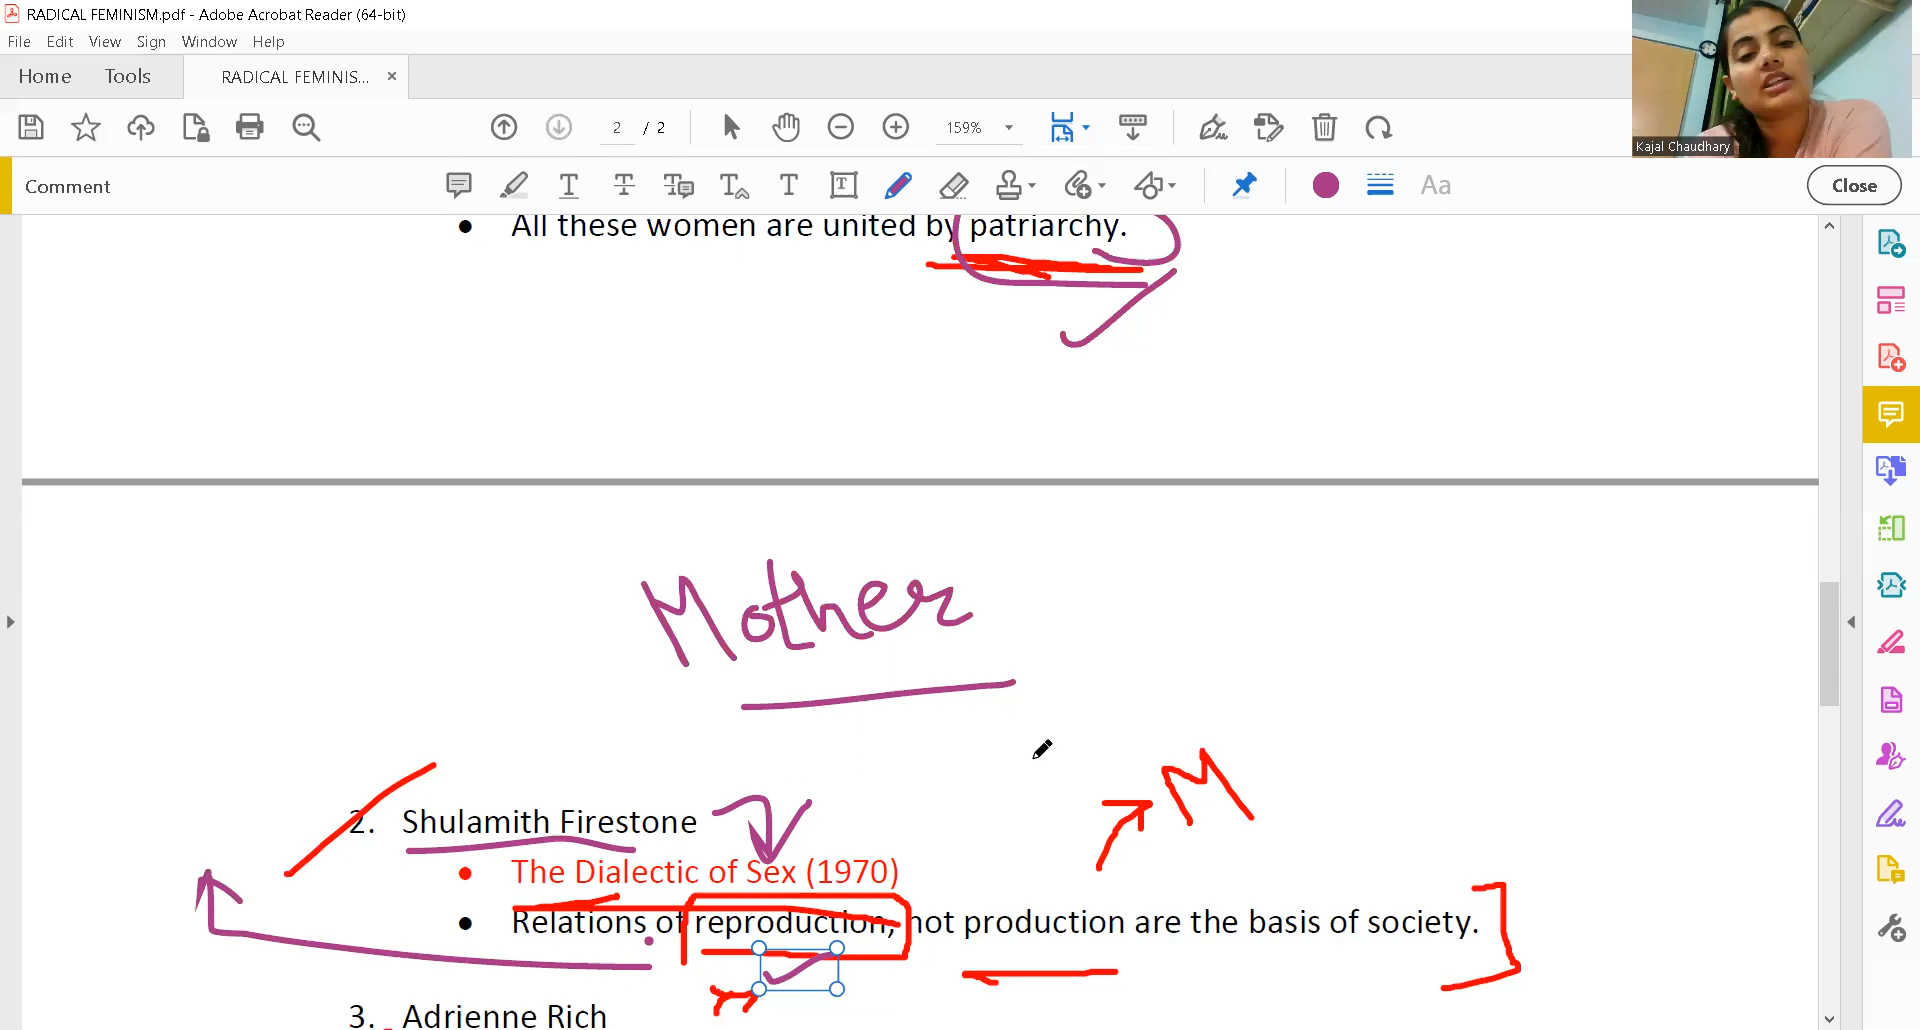 RADICAL FEMINISM.pdf - Adobe Acrobat Reader (64-bit)
File Edit View Sign Window Help
Home Tools RADICAL FEMINIS... ×
2 / 2 159%
Kajal Chaudhary
Comment Aa Close
• All these women are united by patriarchy.
Mother
M
2. Shulamith Firestone
• The Dialectic of Sex (1970)
• Relations of reproduction, not production are the basis of society.
3. Adrienne Rich